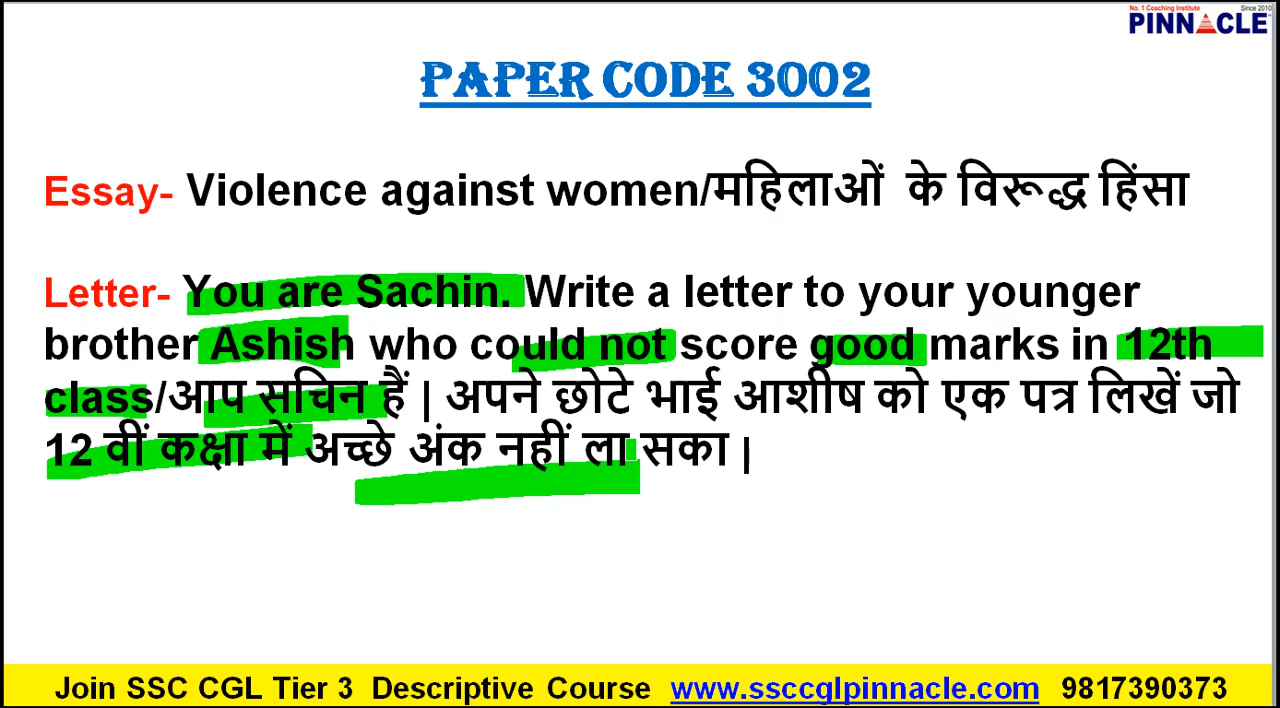 No. 1 Coaching Institute Since 2010
PINNACLE
PAPER CODE 3002
Essay- Violence against women/महिलाओं के विरूद्ध हिंसा
Letter- You are Sachin. Write a letter to your younger
brother Ashish who could not score good marks in 12th
class/आप सचिन हैं | अपने छोटे भाई आशीष को एक पत्र लिखें जो
12 वीं कक्षा में अच्छे अंक नहीं ला सका |
Join SSC CGL Tier 3 Descriptive Course www.ssccglpinnacle.com 9817390373